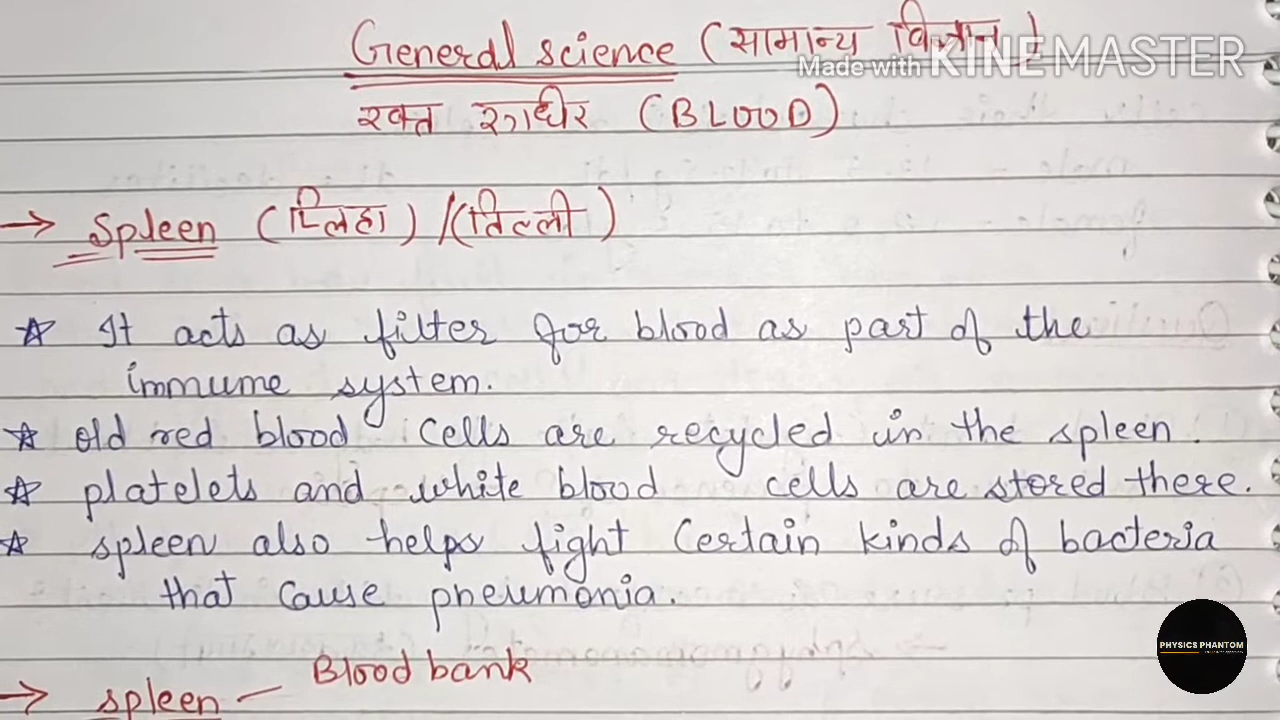 General science (सामान्य विज्ञान)
Made with KINEMASTER
रक्त रूधीर (BLOOD)
→ Spleen (प्लिहा) / (तिल्ली)
☆ It acts as filter for blood as part of the
immume system.
☆ old red blood cells are recycled in the spleen.
☆ platelets and white blood cells are stored there.
☆ spleen also helps fight certain kinds of bacteria
that cause pneumonia.
PHYSICS PHANTOM
Blood bank
→ spleen —